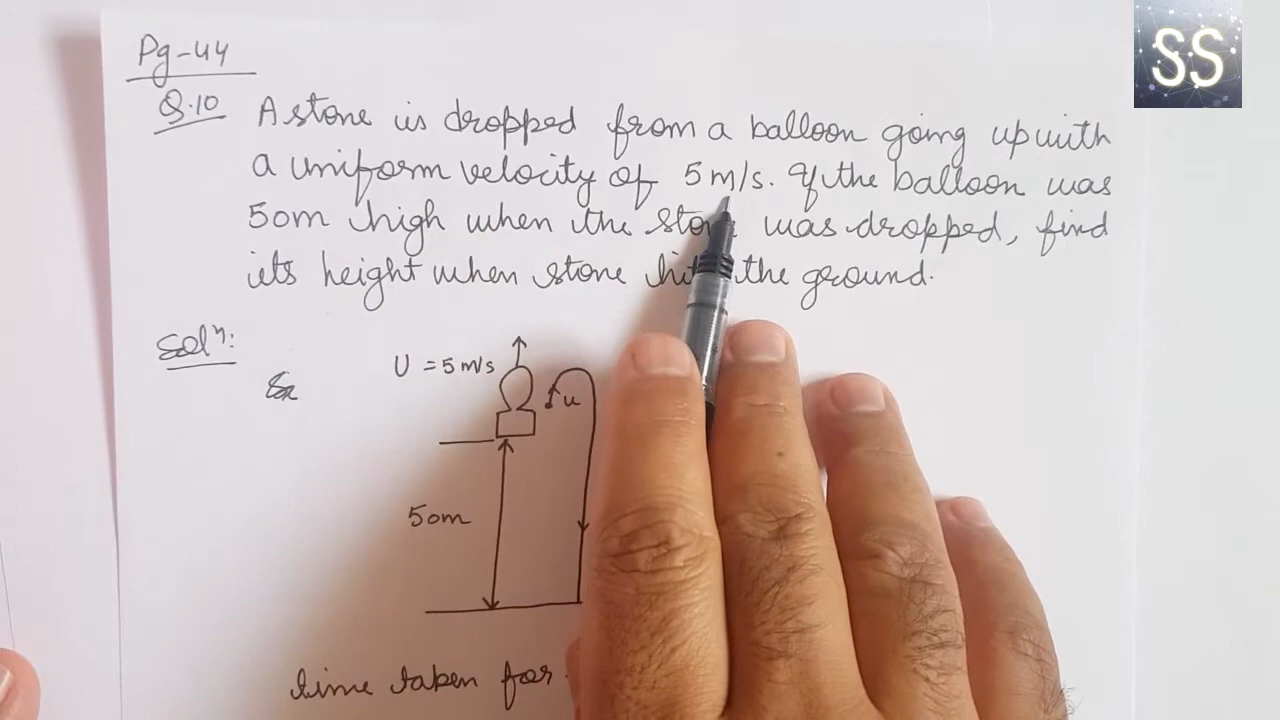 SS
Pg-44
Q.10 A stone is dropped from a balloon going up with
a uniform velocity of 5 m/s. If the balloon was
50m high when the stone was dropped, find
its height when stone the ground.
Solⁿ:
U = 5 m/s
u
50m
time taken for